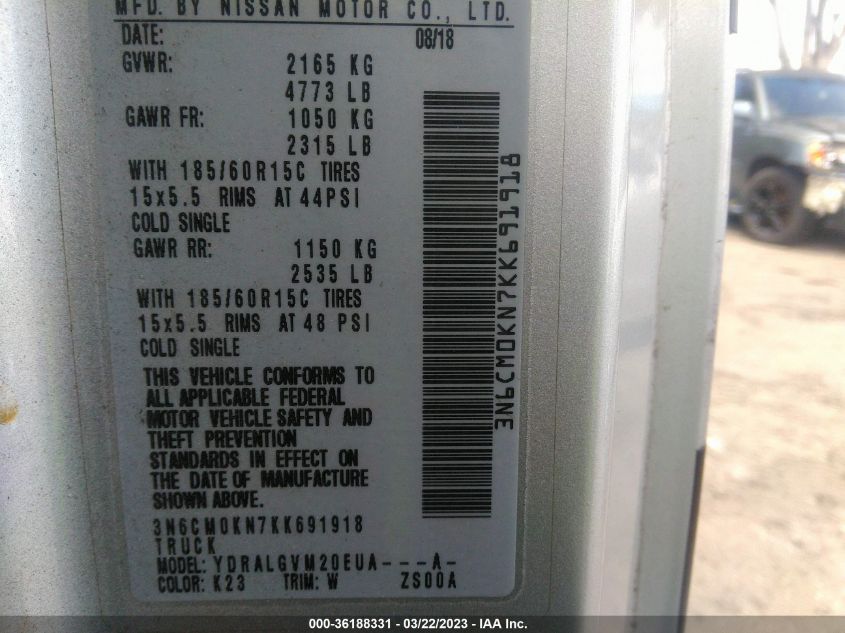 MFD. BY NISSAN MOTOR CO., LTD.
DATE: 08/18
GVWR: 2165 KG
4773 LB
GAWR FR: 1050 KG
2315 LB
WITH 185/60R15C TIRES
15x5.5 RIMS AT 44PSI
COLD SINGLE
GAWR RR: 1150 KG
2535 LB
WITH 185/60R15C TIRES
15x5.5 RIMS AT 48 PSI
COLD SINGLE
THIS VEHICLE CONFORMS TO
ALL APPLICABLE FEDERAL
MOTOR VEHICLE SAFETY AND
THEFT PREVENTION
STANDARDS IN EFFECT ON
THE DATE OF MANUFACTURE
SHOWN ABOVE.
3N6CM0KN7KK691918
TRUCK
MODEL: YDRALGVM20EUA----A-
COLOR: K23 TRIM: W ZS00A
3N6CM0KN7KK691918
000-36188331 - 03/22/2023 - IAA Inc.